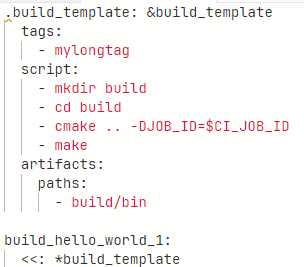 .build_template: &build_template
  tags:
    - mylongtag
  script:
    - mkdir build
    - cd build
    - cmake .. -DJOB_ID=$CI_JOB_ID
    - make
  artifacts:
    paths:
      - build/bin

build_hello_world_1:
  <<: *build_template